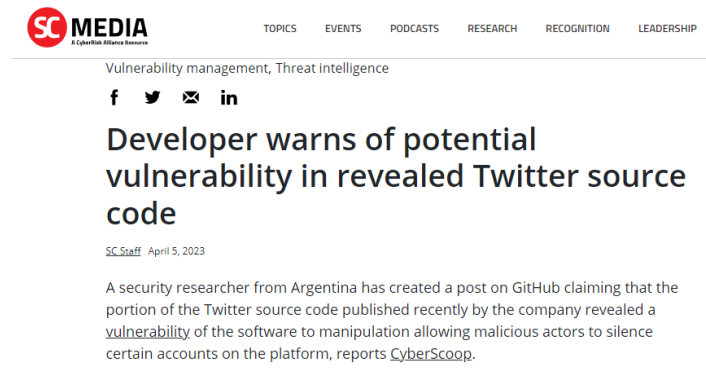 SC MEDIA
A CyberRisk Alliance Resource
TOPICS EVENTS PODCASTS RESEARCH RECOGNITION LEADERSHIP
Vulnerability management, Threat intelligence
Developer warns of potential
vulnerability in revealed Twitter source
code
SC Staff April 5, 2023
A security researcher from Argentina has created a post on GitHub claiming that the
portion of the Twitter source code published recently by the company revealed a
vulnerability of the software to manipulation allowing malicious actors to silence
certain accounts on the platform, reports CyberScoop.